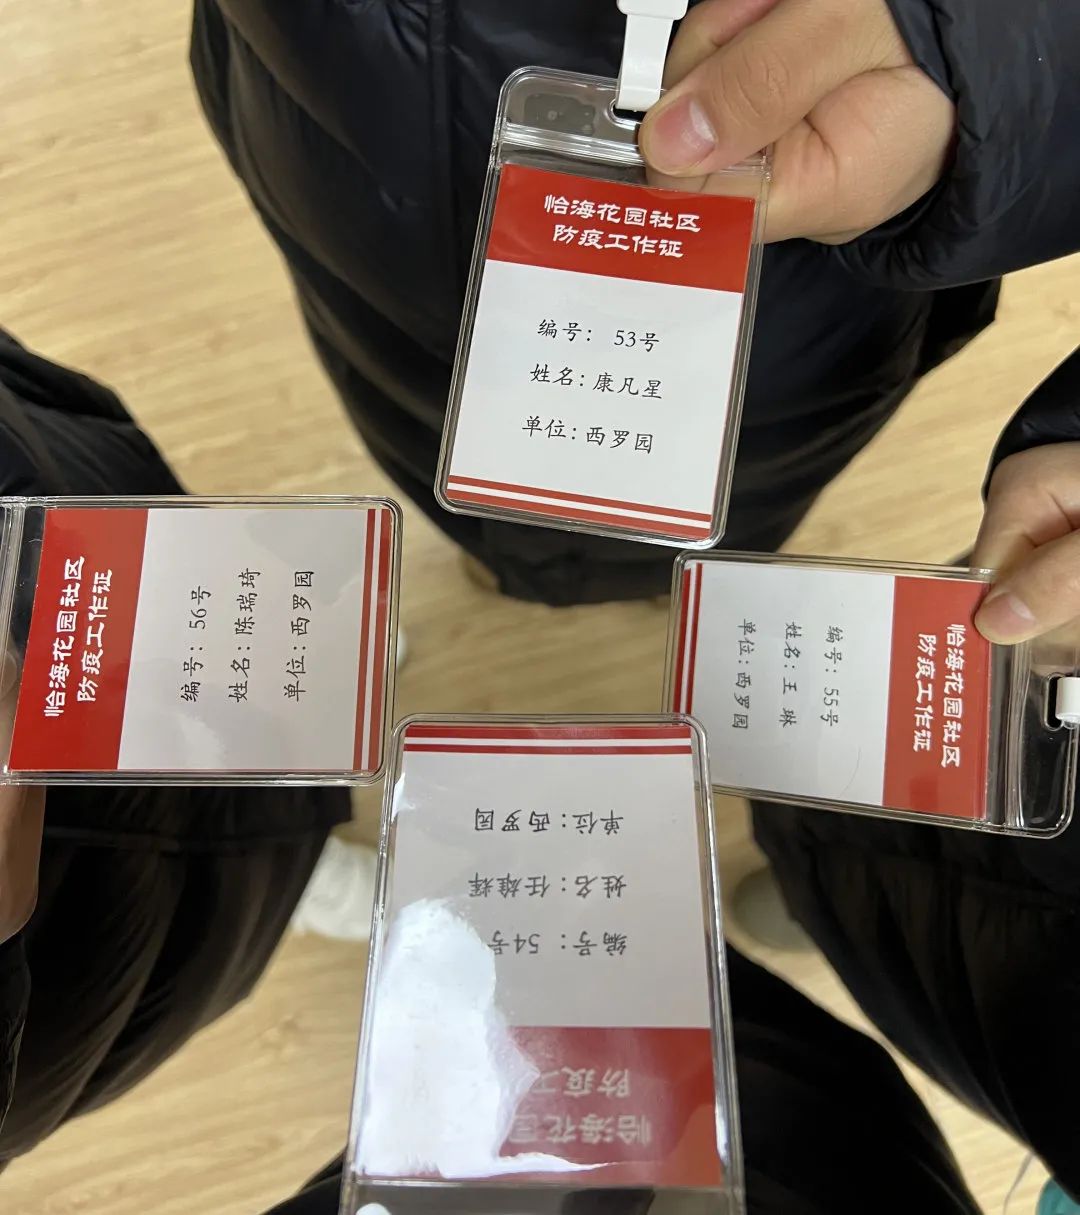 怡海花园社区
防疫工作证
编号： 53号
姓名：康凡星
单位：西罗园
怡海花园社区
防疫工作证
编号：56号
姓名：陈瑞琦
单位：西罗园
怡海花园社区
防疫工作证
编号：55号
姓名：王 琳
单位：西罗园
怡海花园
防疫工
编号： 54号
姓名：任雄辉
单位：西罗园